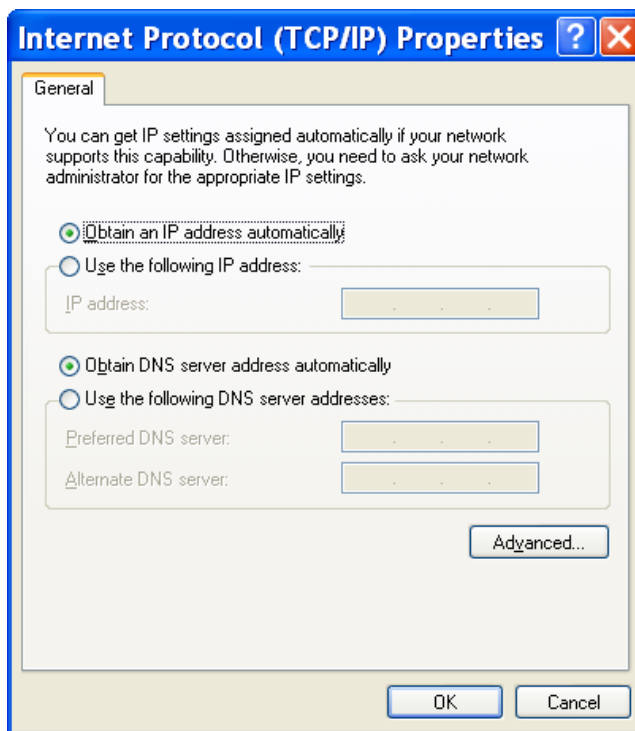 Internet Protocol (TCP/IP) Properties
General
You can get IP settings assigned automatically if your network
supports this capability. Otherwise, you need to ask your network
administrator for the appropriate IP settings.
Obtain an IP address automatically
Use the following IP address:
IP address:
Obtain DNS server address automatically
Use the following DNS server addresses:
Preferred DNS server:
Alternate DNS server:
Advanced...
OK
Cancel